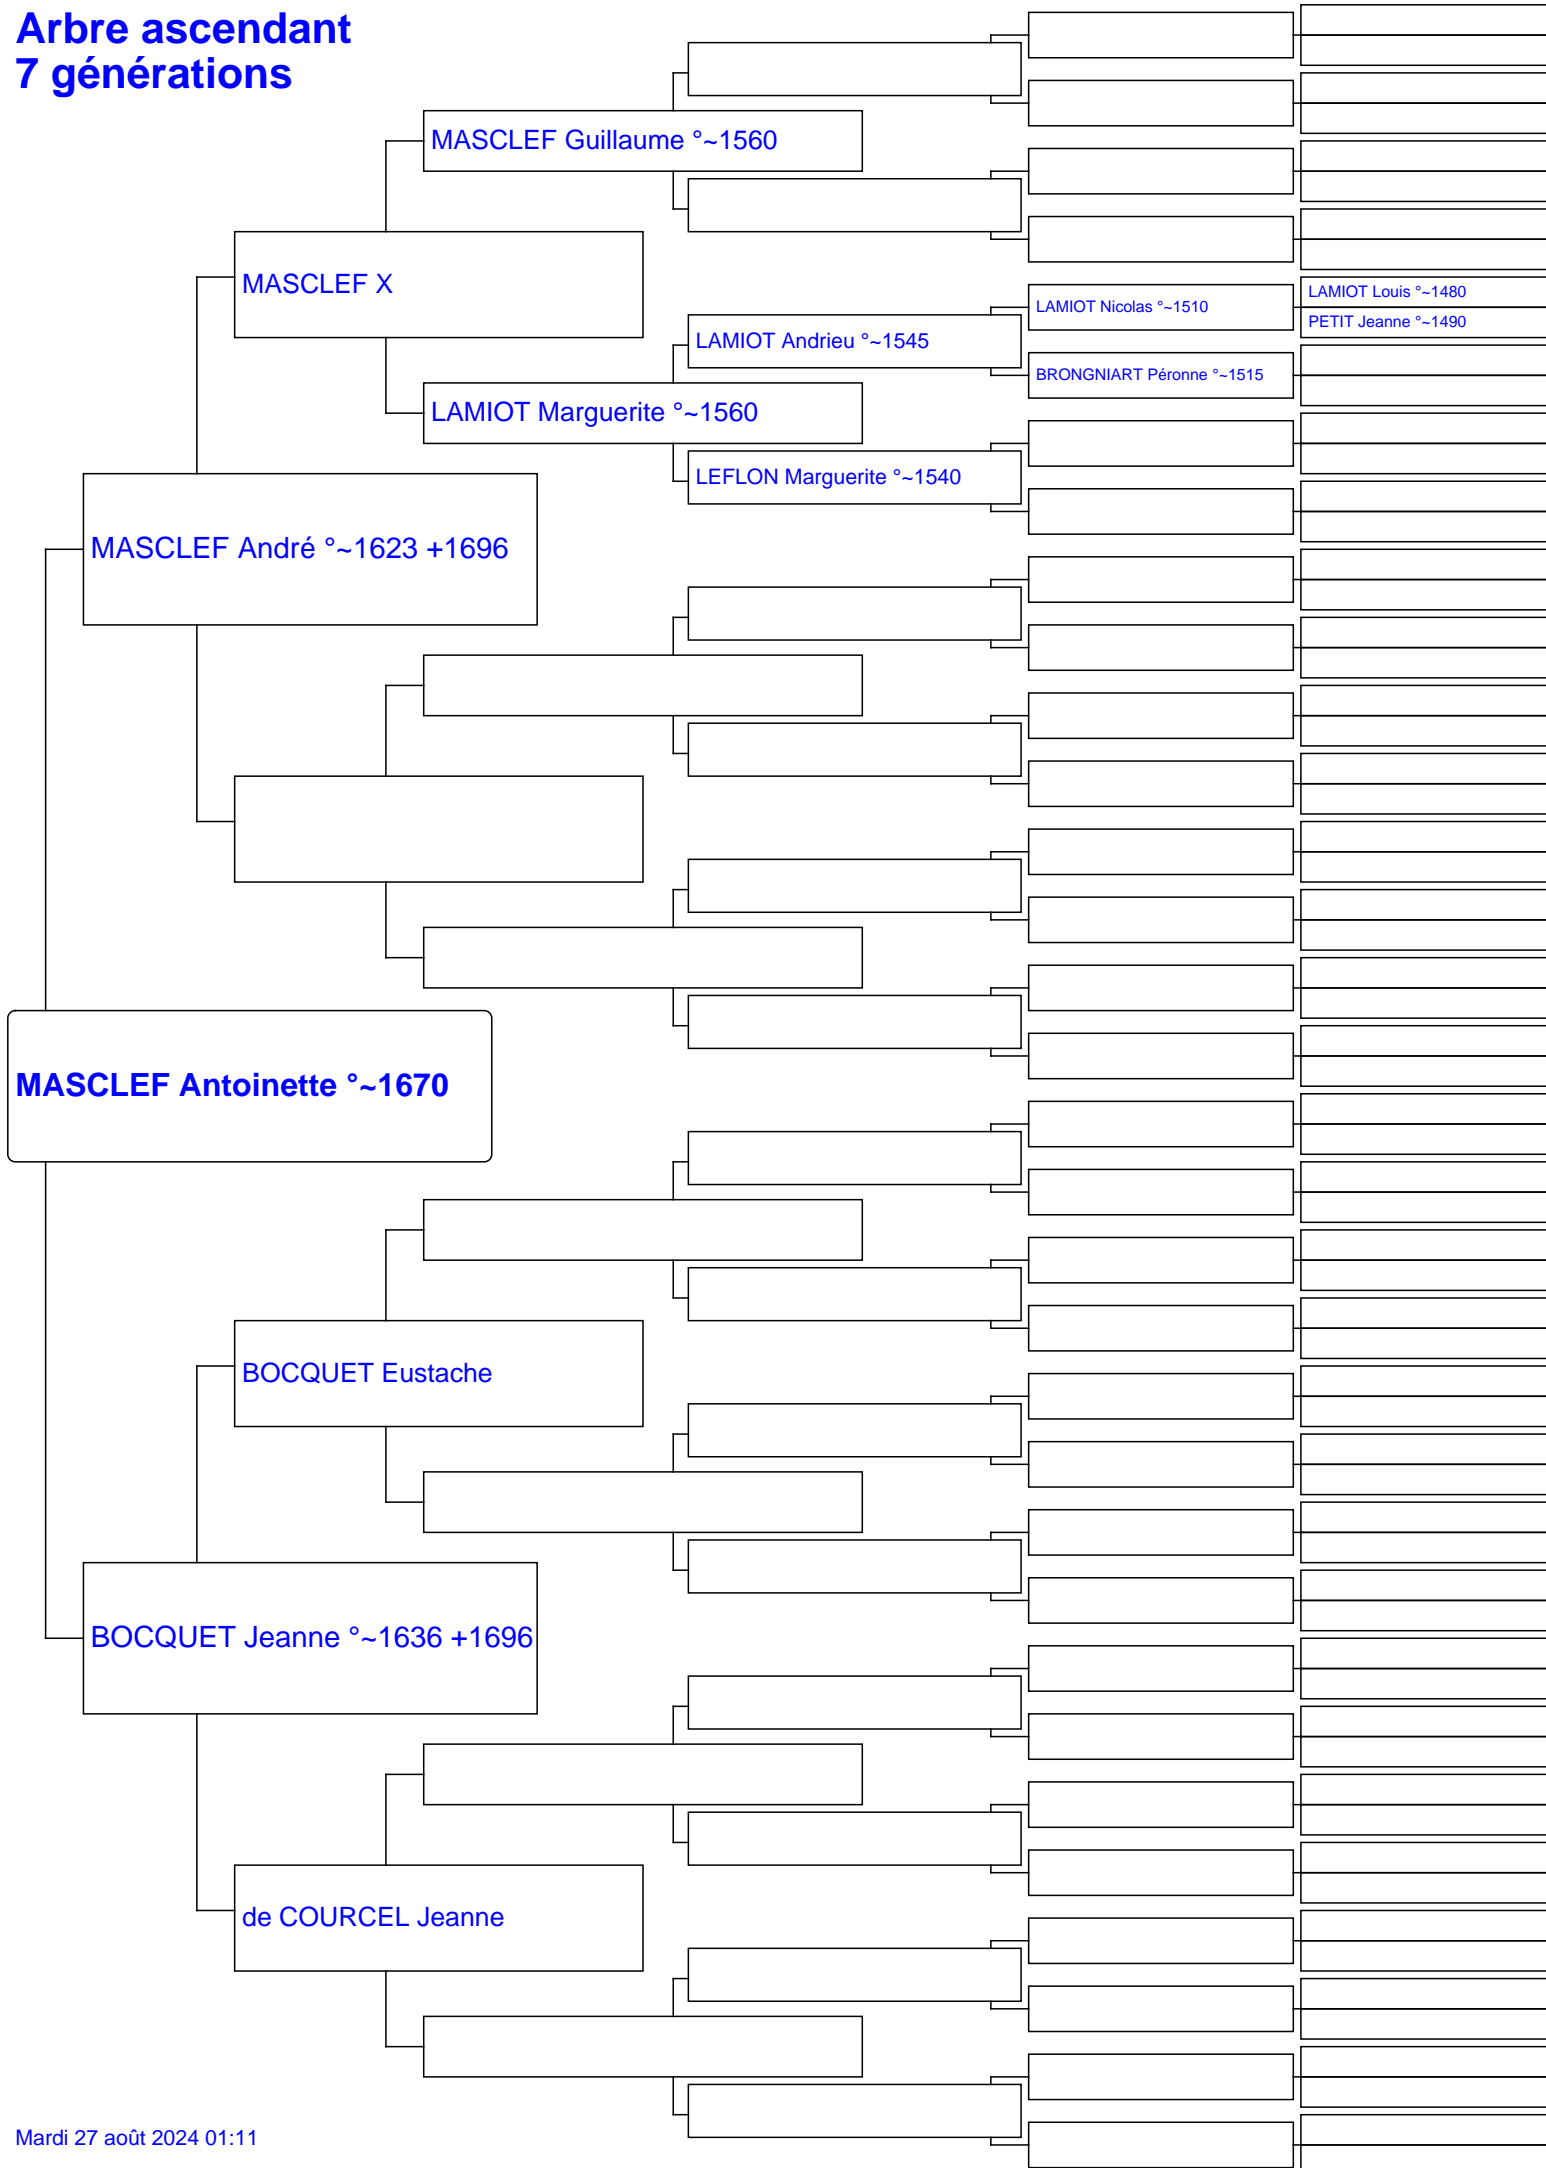 Arbre ascendant
7 générations
MASCLEF Guillaume °~1560
MASCLEF X
LAMIOT Louis °~1480
LAMIOT Nicolas °~1510
PETIT Jeanne °~1490
LAMIOT Andrieu °~1545
BRONGNIART Péronne °~1515
LAMIOT Marguerite °~1560
LEFLON Marguerite °~1540
MASCLEF André °~1623 +1696
MASCLEF Antoinette °~1670
BOCQUET Eustache
BOCQUET Jeanne °~1636 +1696
de COURCEL Jeanne
Mardi 27 août 2024 01:11